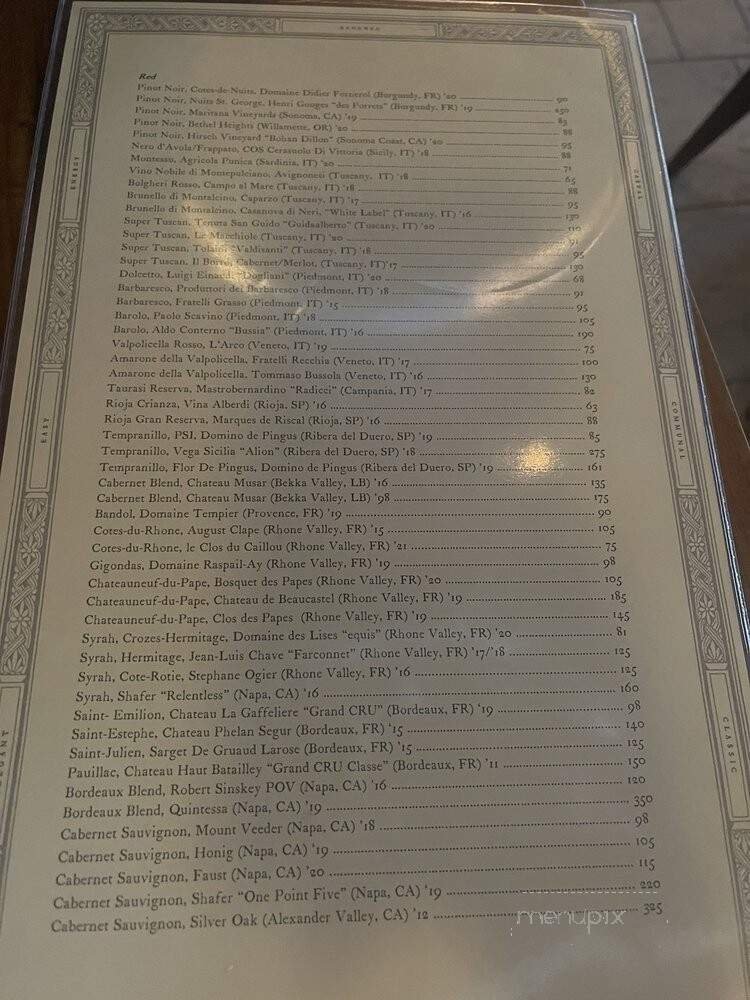 Red
Pinot Noir, Cotes-de-Nuits, Domaine Didier Fornerol (Burgundy, FR) '20 90
Pinot Noir, Nuits St. George, Henri Gouges "des Porrets" (Burgundy, FR) '19 250
Pinot Noir, Maritana Vineyards (Sonoma, CA) '19 83
Pinot Noir, Bethel Heights (Willamette, OR) '20 88
Pinot Noir, Hirsch Vineyard "Bohan Dillon" (Sonoma Coast, CA) '20 95
Nero d'Avola/Frappato, COS Cerasuolo Di Vittoria (Sicily, IT) '18 88
Montesso, Agricola Punica (Sardinia, IT) '20 71
Vino Nobile di Montepulciano, Avignonesi (Tuscany, IT) '18 65
Bolgheri Rosso, Campo al Mare (Tuscany, IT) '18 88
Brunello di Montalcino, Caparzo (Tuscany, IT) '17 95
Brunello di Montalcino, Casanova di Neri, "White Label" (Tuscany, IT) '16 130
Super Tuscan, Tenuta San Guido "Guidsalberto" (Tuscany, IT) '20 110
Super Tuscan, Le Macchiole (Tuscany, IT) '20 91
Super Tuscan, Tolaini "Valdisanti" (Tuscany, IT) '18 95
Super Tuscan, Il Borro, Cabernet/Merlot, (Tuscany, IT) '17 130
Dolcetto, Luigi Einaudi "Dogliani" (Piedmont, IT) '20 68
Barbaresco, Produttori dei Barbaresco (Piedmont, IT) '18 91
Barbaresco, Fratelli Grasso (Piedmont, IT) '15 95
Barolo, Paolo Scavino (Piedmont, IT) '18 105
Barolo, Aldo Conterno "Bussia" (Piedmont, IT) '16 190
Valpolicella Rosso, L'Arco (Veneto, IT) '19 75
Amarone della Valpolicella, Fratelli Recchia (Veneto, IT) '17 100
Amarone della Valpolicella, Tommaso Bussola (Veneto, IT) '16 130
Taurasi Reserva, Mastrobernardino "Radicci" (Campania, IT) '17 82
Rioja Crianza, Vina Alberdi (Rioja, SP) '16 63
Rioja Gran Reserva, Marques de Riscal (Rioja, SP) '16 88
Tempranillo, PSI, Domino de Pingus (Ribera del Duero, SP) '19 85
Tempranillo, Vega Sicilia "Alion" (Ribera del Duero, SP) '18 275
Tempranillo, Flor De Pingus, Domino de Pingus (Ribera del Duero, SP) '19 161
Cabernet Blend, Chateau Musar (Bekka Valley, LB) '16 135
Cabernet Blend, Chateau Musar (Bekka Valley, LB) '98 175
Bandol, Domaine Tempier (Provence, FR) '19 90
Cotes-du-Rhone, August Clape (Rhone Valley, FR) '15 105
Cotes-du-Rhone, le Clos du Caillou (Rhone Valley, FR) '21 75
Gigondas, Domaine Raspail-Ay (Rhone Valley, FR) '19 98
Chateauneuf-du-Pape, Bosquet des Papes (Rhone Valley, FR) '20 105
Chateauneuf-du-Pape, Chateau de Beaucastel (Rhone Valley, FR) '19 185
Chateauneuf-du-Pape, Clos des Papes (Rhone Valley, FR) '19 145
Syrah, Crozes-Hermitage, Domaine des Lises "equis" (Rhone Valley, FR) '20 81
Syrah, Hermitage, Jean-Luis Chave "Farconnet" (Rhone Valley, FR) '17/'18 125
Syrah, Cote-Rotie, Stephane Ogier (Rhone Valley, FR) '16 125
Syrah, Shafer "Relentless" (Napa, CA) '16 160
Saint- Emilion, Chateau La Gaffeliere "Grand CRU" (Bordeaux, FR) '19 98
Saint-Estephe, Chateau Phelan Segur (Bordeaux, FR) '15 140
Saint-Julien, Sarget De Gruaud Larose (Bordeaux, FR) '15 125
Pauillac, Chateau Haut Batailley "Grand CRU Classe" (Bordeaux, FR) '11 150
Bordeaux Blend, Robert Sinskey POV (Napa, CA) '16 120
Bordeaux Blend, Quintessa (Napa, CA) '19 350
Cabernet Sauvignon, Mount Veeder (Napa, CA) '18 98
Cabernet Sauvignon, Honig (Napa, CA) '19 105
Cabernet Sauvignon, Faust (Napa, CA) '20 115
Cabernet Sauvignon, Shafer "One Point Five" (Napa, CA) '19 220
Cabernet Sauvignon, Silver Oak (Alexander Valley, CA) '12 325
ENERGY
EASY
COMMUNAL
CLASSIC
menupix